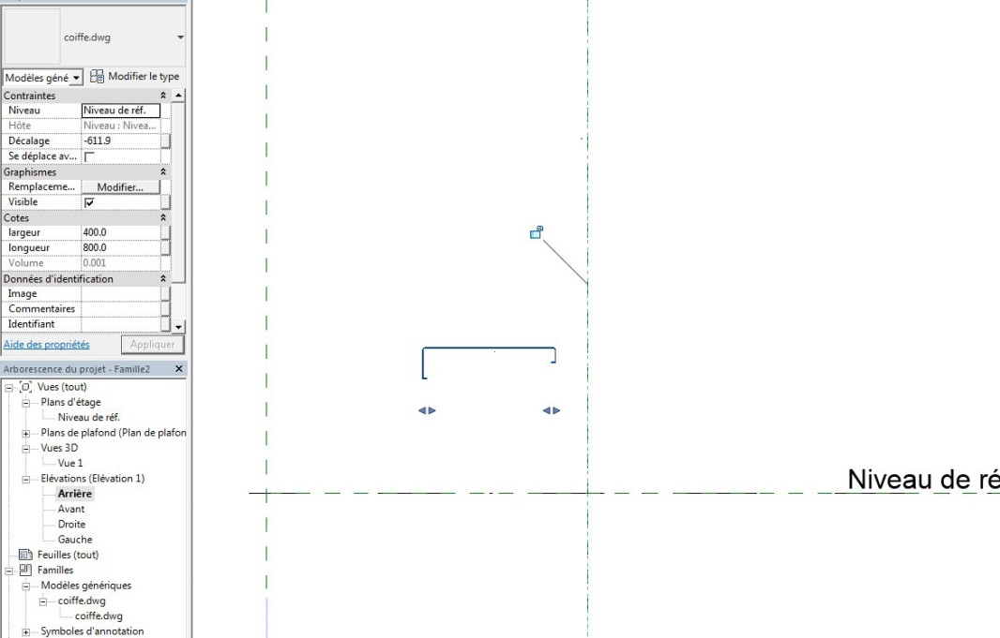 coiffe.dwg
Modèles géné
Modifier le type
Contraintes
Niveau Niveau de réf.
Hôte Niveau : Nivea...
Décalage -611.9
Se déplace av...
Graphismes
Remplaceme... Modifier...
Visible
Cotes
largeur 400.0
longueur 800.0
Volume 0.001
Données d'identification
Image
Commentaires
Identifiant
Aide des propriétés Appliquer
Arborescence du projet - Famille2
Vues (tout)
Plans d'étage
Niveau de réf.
Plans de plafond (Plan de plafon
Vues 3D
Vue 1
Elévations (Elévation 1)
Arrière
Avant
Droite
Gauche
Feuilles (tout)
Familles
Modèles génériques
coiffe.dwg
coiffe.dwg
Symboles d'annotation
Niveau de ré